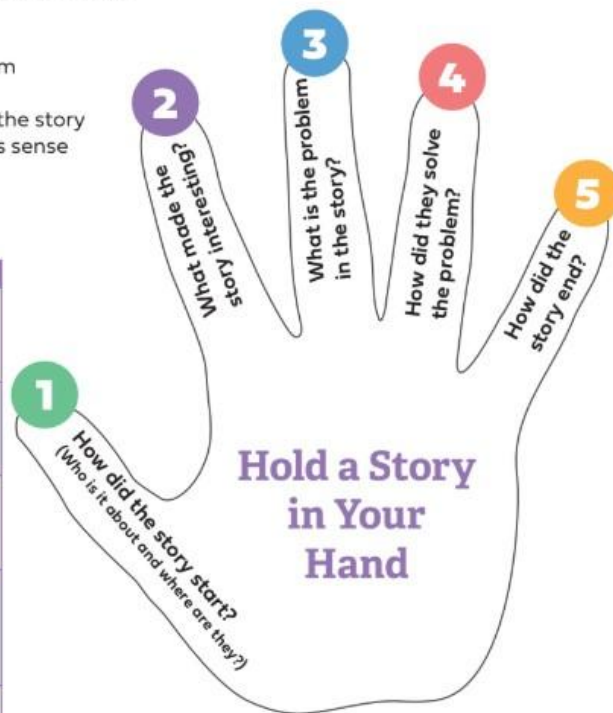 the story
sense
1
How did the story start?
(Who is it about and where are they?)
2
What made the
story interesting?
3
What is the problem
in the story?
4
How did they solve
the problem?
5
How did the
story end?
Hold a Story
in Your
Hand